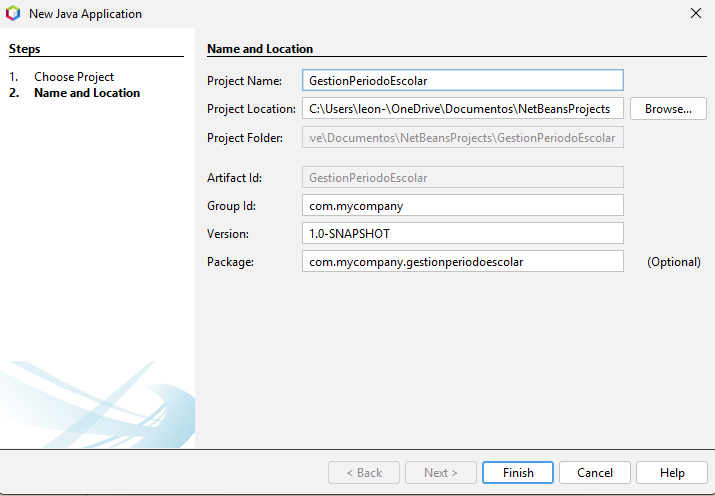 New Java Application
Steps
1. Choose Project
2. Name and Location
Name and Location
Project Name: GestionPeriodoEscolar
Project Location: C:\Users\leon-\OneDrive\Documentos\NetBeansProjects Browse...
Project Folder: ve\Documentos\NetBeansProjects\GestionPeriodoEscolar
Artifact Id: GestionPeriodoEscolar
Group Id: com.mycompany
Version: 1.0-SNAPSHOT
Package: com.mycompany.gestionperiodoescolar (Optional)
< Back Next > Finish Cancel Help